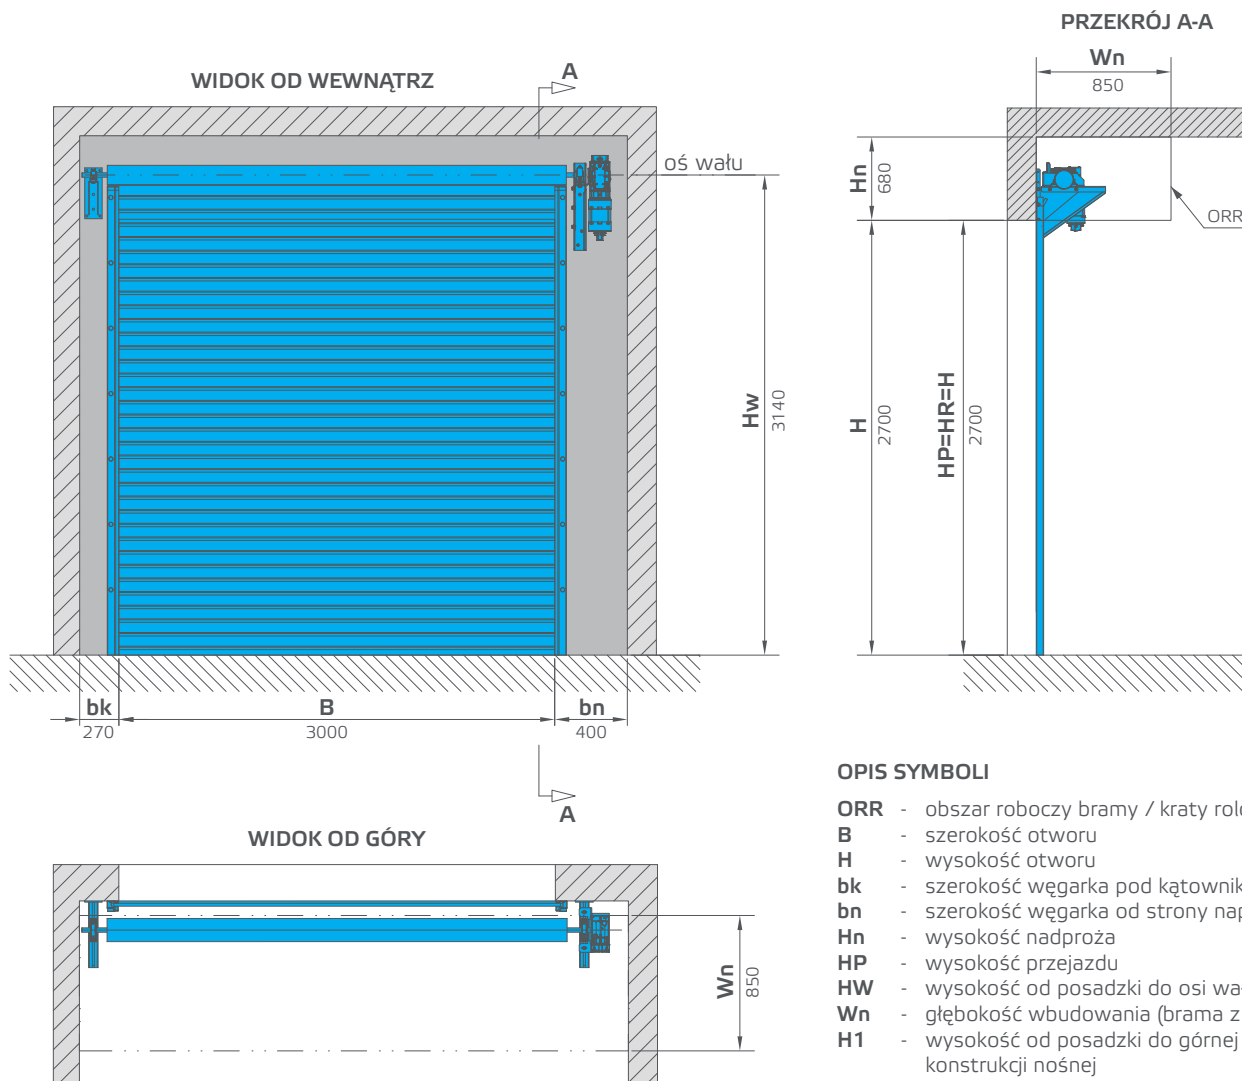 PRZEKRÓJ A-A
WIDOK OD WEWNĄTRZ
A
Wn
850
oś wału
Hn
680
ORR
Hw
3140
H
2700
HP=HR=H
2700
bk
270
B
3000
bn
400
A
WIDOK OD GÓRY
Wn
850
OPIS SYMBOLI
ORR - obszar roboczy bramy / kraty
B - szerokość otworu
H - wysokość otworu
bk - szerokość węgarka pod kątownik
bn - szerokość węgarka od strony
Hn - wysokość nadproża
HP - wysokość przejazdu
HW - wysokość od posadzki do osi
Wn - głębokość wbudowania (brama z
H1 - wysokość od posadzki do górnej
konstrukcji nośnej